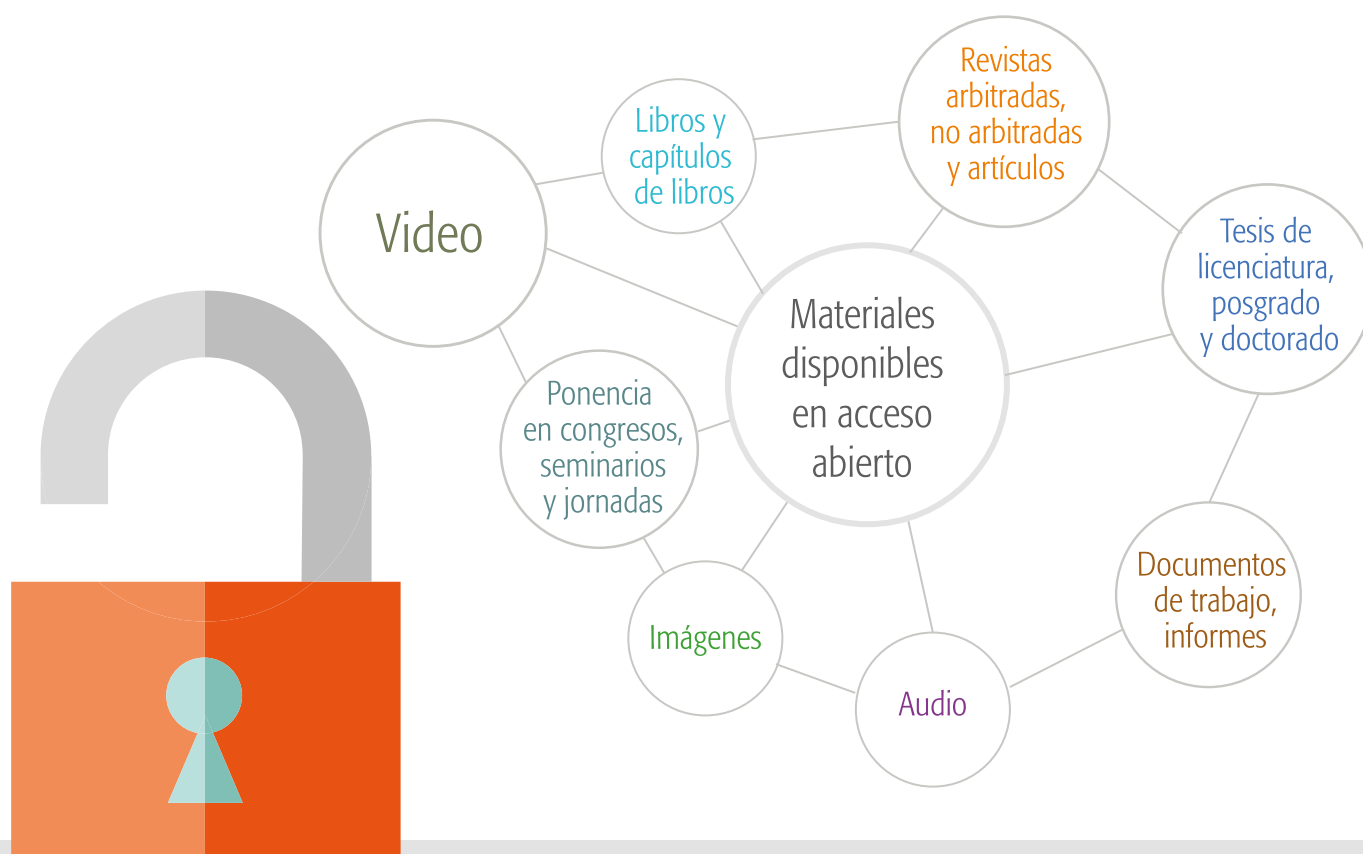 Revistas
arbitradas,
no arbitradas
y artículos
Libros y
capítulos
de libros
Video
Tesis de
licenciatura,
posgrado
y doctorado
Materiales
disponibles
en acceso
abierto
Ponencia
en congresos,
seminarios
y jornadas
Documentos
de trabajo,
informes
Imágenes
Audio